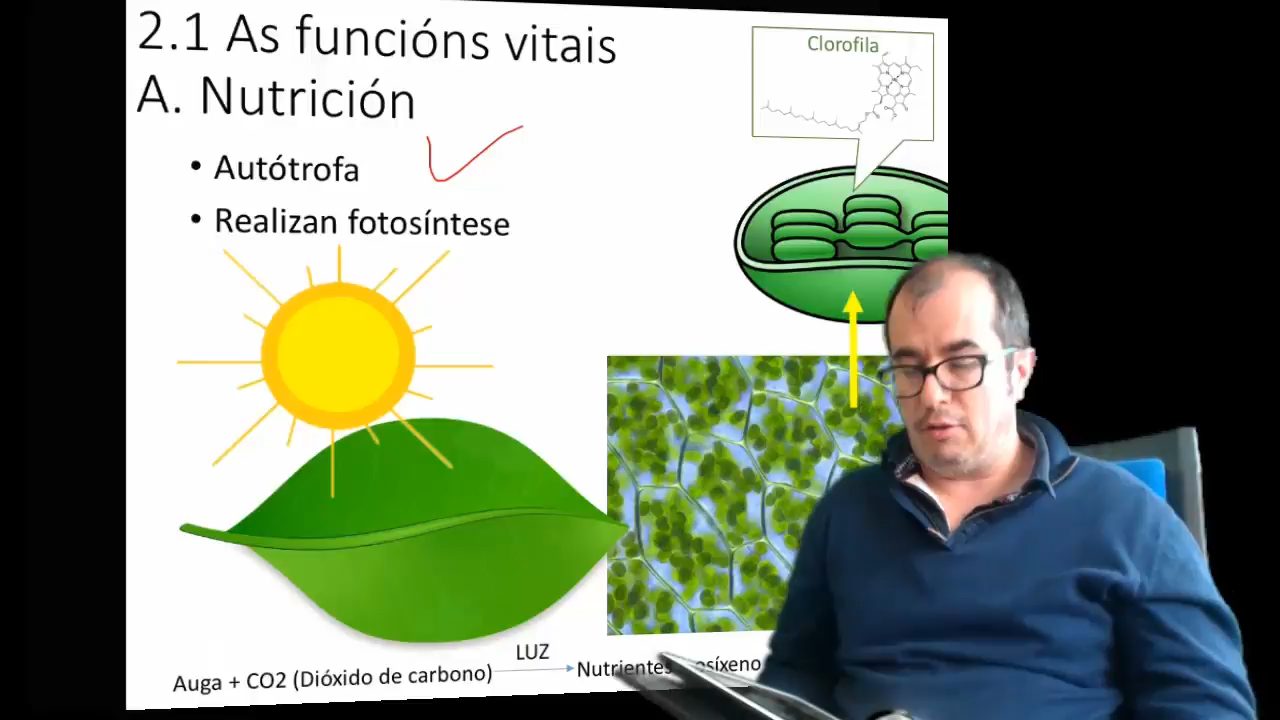 2.1 As funcións vitais
A. Nutrición
Clorofila
• Autótrofa
• Realizan fotosíntese
LUZ
Auga + CO2 (Dióxido de carbono) Nutrientes